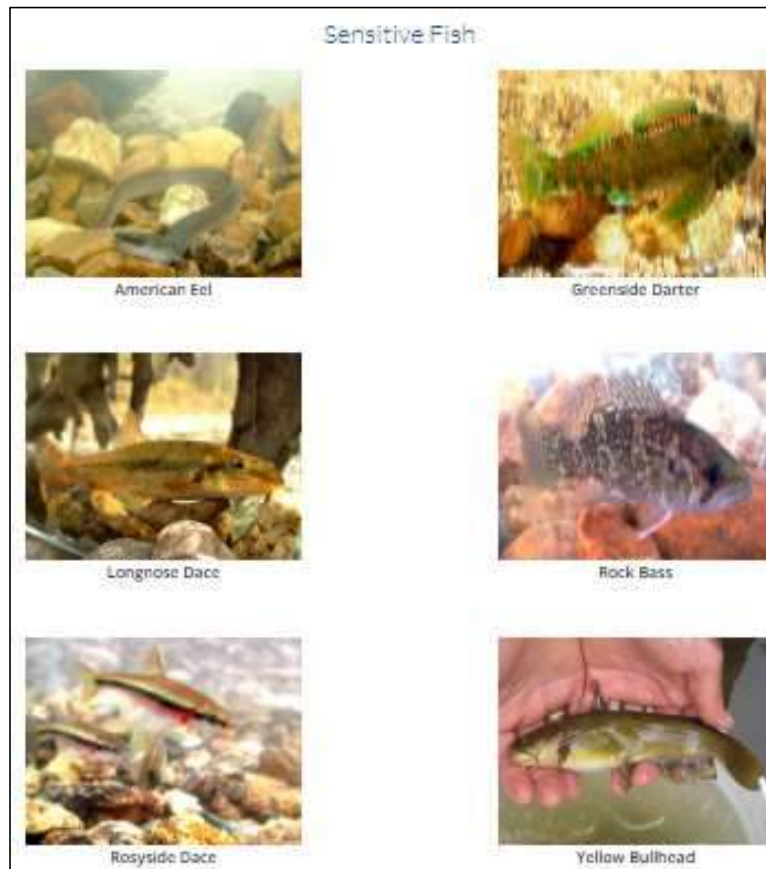 Sensitive Fish
American Eel
Greenside Darter
Longnose Dace
Rock Bass
Rosyside Dace
Yellow Bullhead